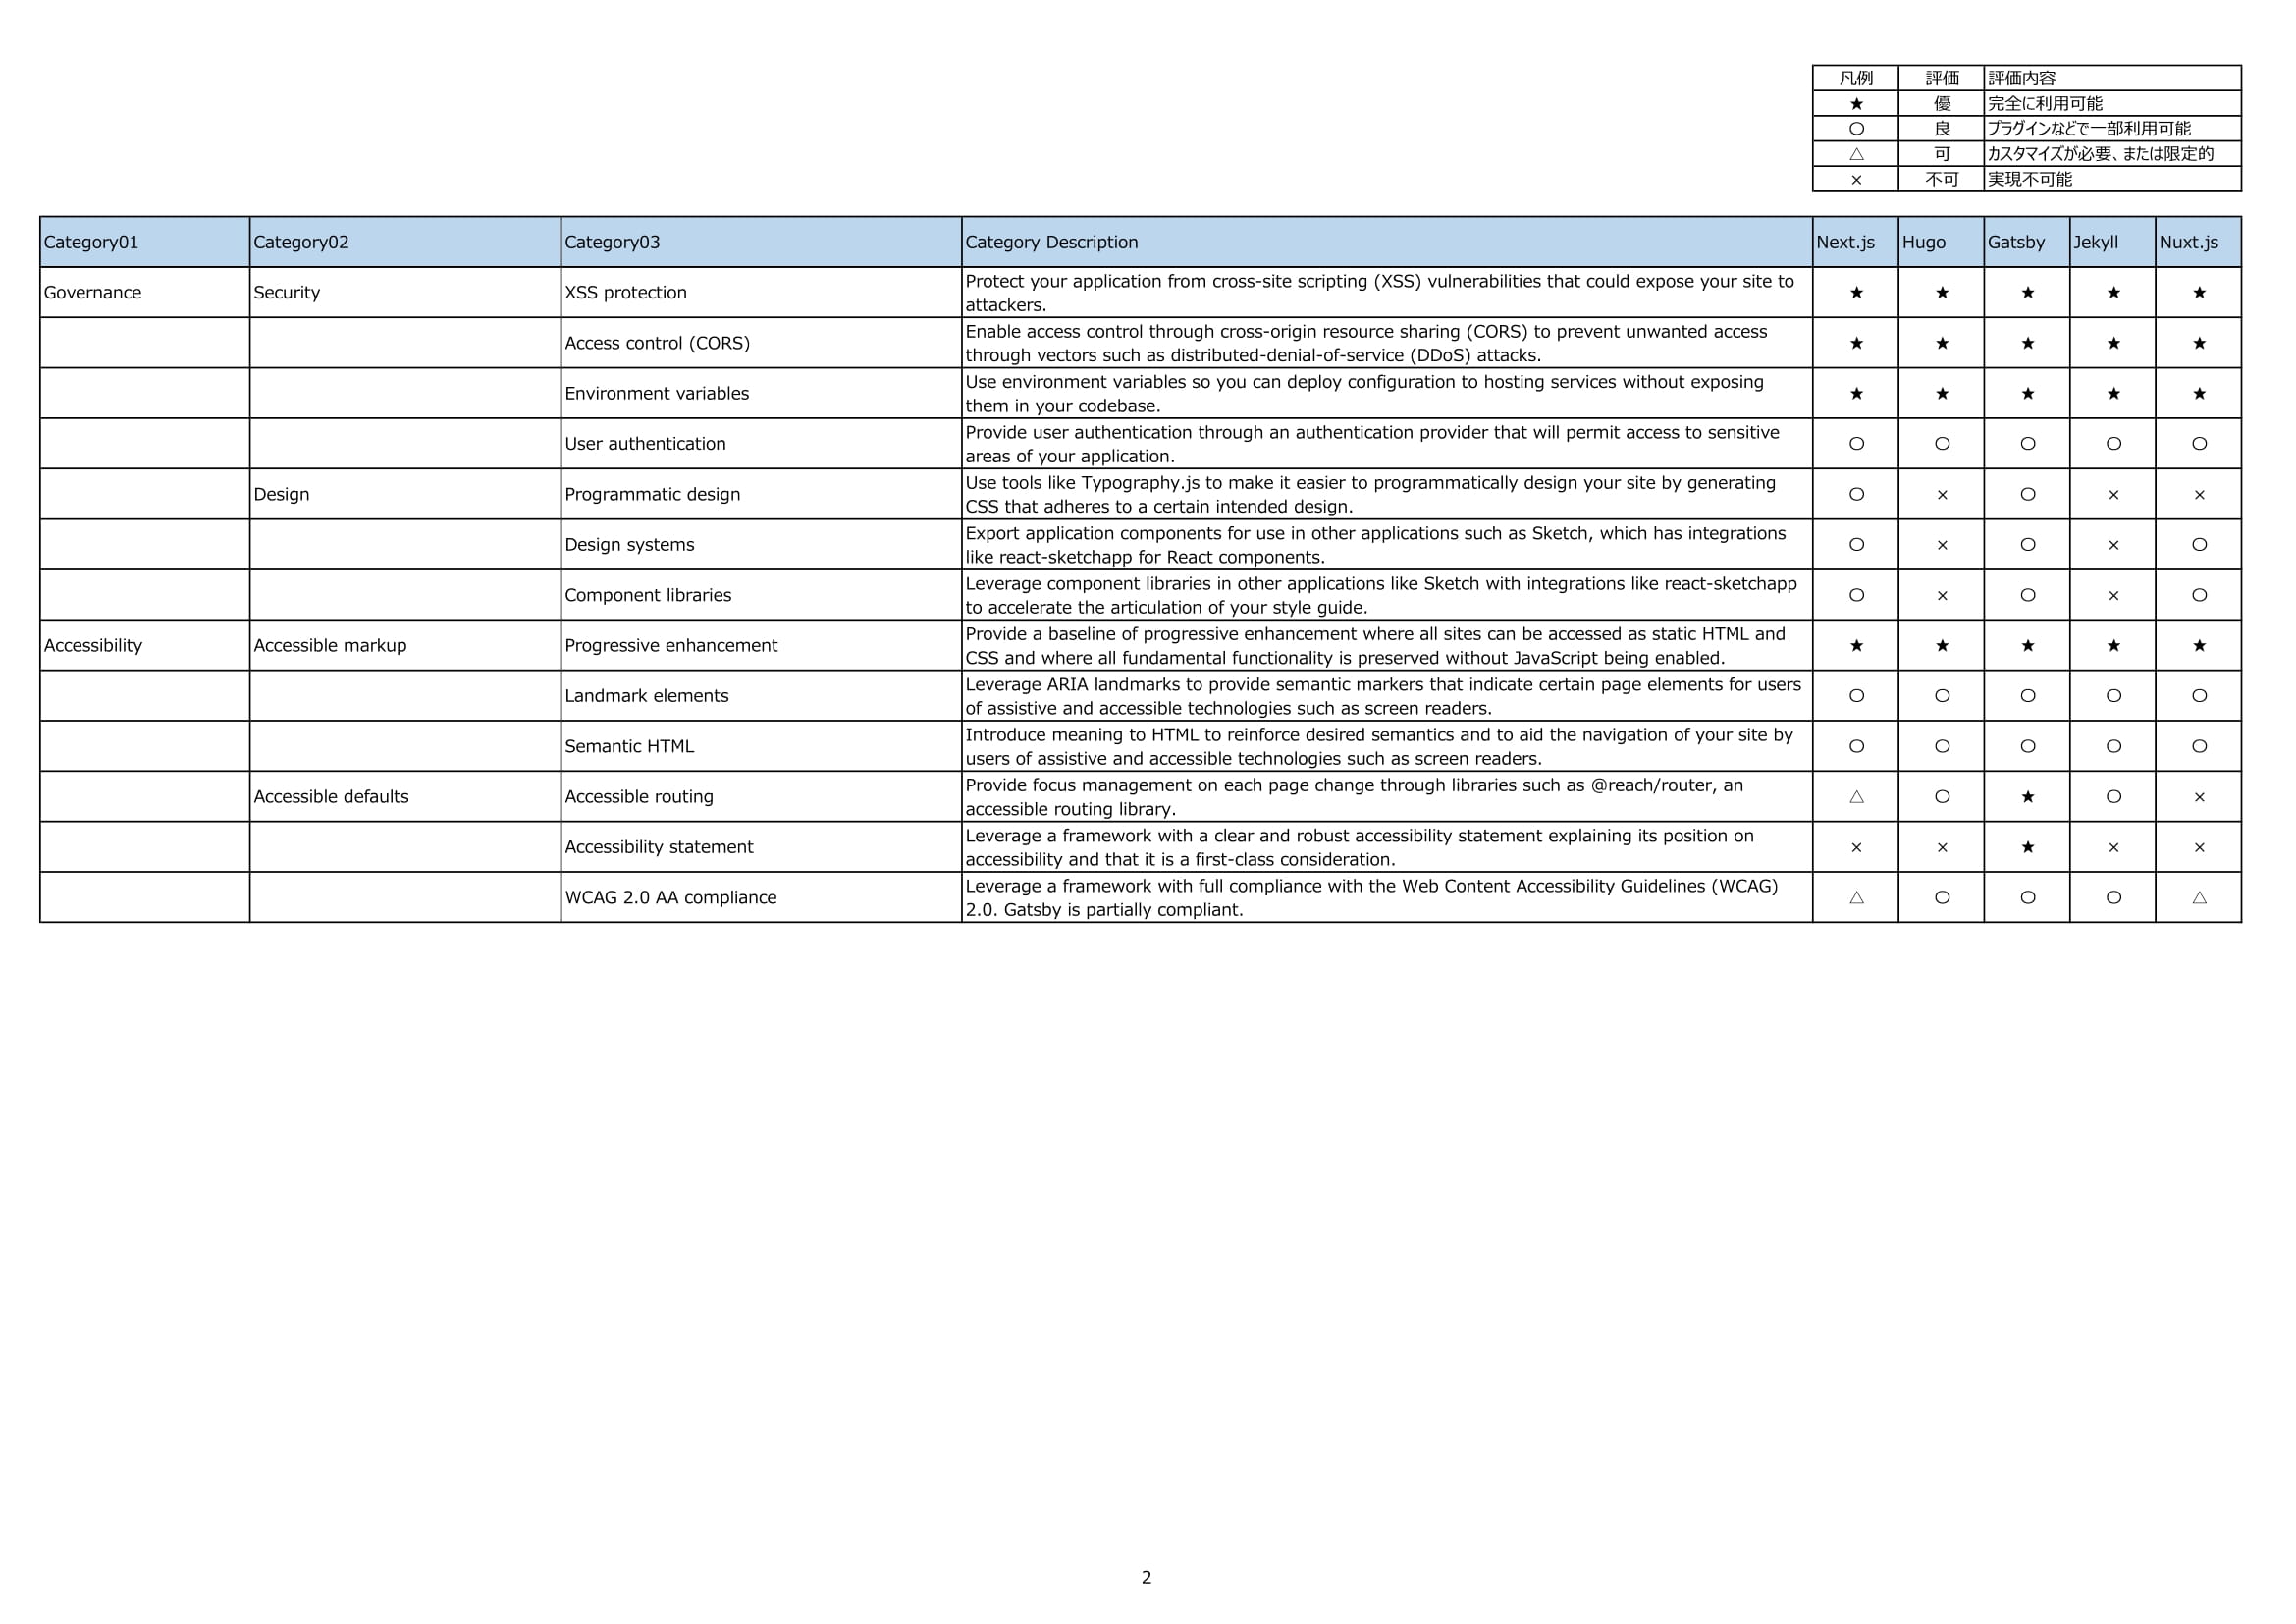 凡例 評価 評価内容
★ 優 完全に利用可能
○ 良 プラグインなどで一部利用可能
△ 可 カスタマイズが必要、または限定的
× 不可 実現不可能
Category01 Category02 Category03 Category Description Next.js Hugo Gatsby Jekyll Nuxt.js
Governance Security XSS protection Protect your application from cross-site scripting (XSS) vulnerabilities that could expose your site to
attackers. ★ ★ ★ ★ ★
Access control (CORS) Enable access control through cross-origin resource sharing (CORS) to prevent unwanted access
through vectors such as distributed-denial-of-service (DDoS) attacks. ★ ★ ★ ★ ★
Environment variables Use environment variables so you can deploy configuration to hosting services without exposing
them in your codebase. ★ ★ ★ ★ ★
User authentication Provide user authentication through an authentication provider that will permit access to sensitive
areas of your application. ○ ○ ○ ○ ○
Design Programmatic design Use tools like Typography.js to make it easier to programmatically design your site by generating
CSS that adheres to a certain intended design. ○ × ○ × ×
Design systems Export application components for use in other applications such as Sketch, which has integrations
like react-sketchapp for React components. ○ × ○ × ○
Component libraries Leverage component libraries in other applications like Sketch with integrations like react-sketchapp
to accelerate the articulation of your style guide. ○ × ○ × ○
Accessibility Accessible markup Progressive enhancement Provide a baseline of progressive enhancement where all sites can be accessed as static HTML and
CSS and where all fundamental functionality is preserved without JavaScript being enabled. ★ ★ ★ ★ ★
Landmark elements Leverage ARIA landmarks to provide semantic markers that indicate certain page elements for users
of assistive and accessible technologies such as screen readers. ○ ○ ○ ○ ○
Semantic HTML Introduce meaning to HTML to reinforce desired semantics and to aid the navigation of your site by
users of assistive and accessible technologies such as screen readers. ○ ○ ○ ○ ○
Accessible defaults Accessible routing Provide focus management on each page change through libraries such as @reach/router, an
accessible routing library. △ ○ ★ ○ ×
Accessibility statement Leverage a framework with a clear and robust accessibility statement explaining its position on
accessibility and that it is a first-class consideration. × × ★ × ×
WCAG 2.0 AA compliance Leverage a framework with full compliance with the Web Content Accessibility Guidelines (WCAG)
2.0. Gatsby is partially compliant. △ ○ ○ ○ △
2